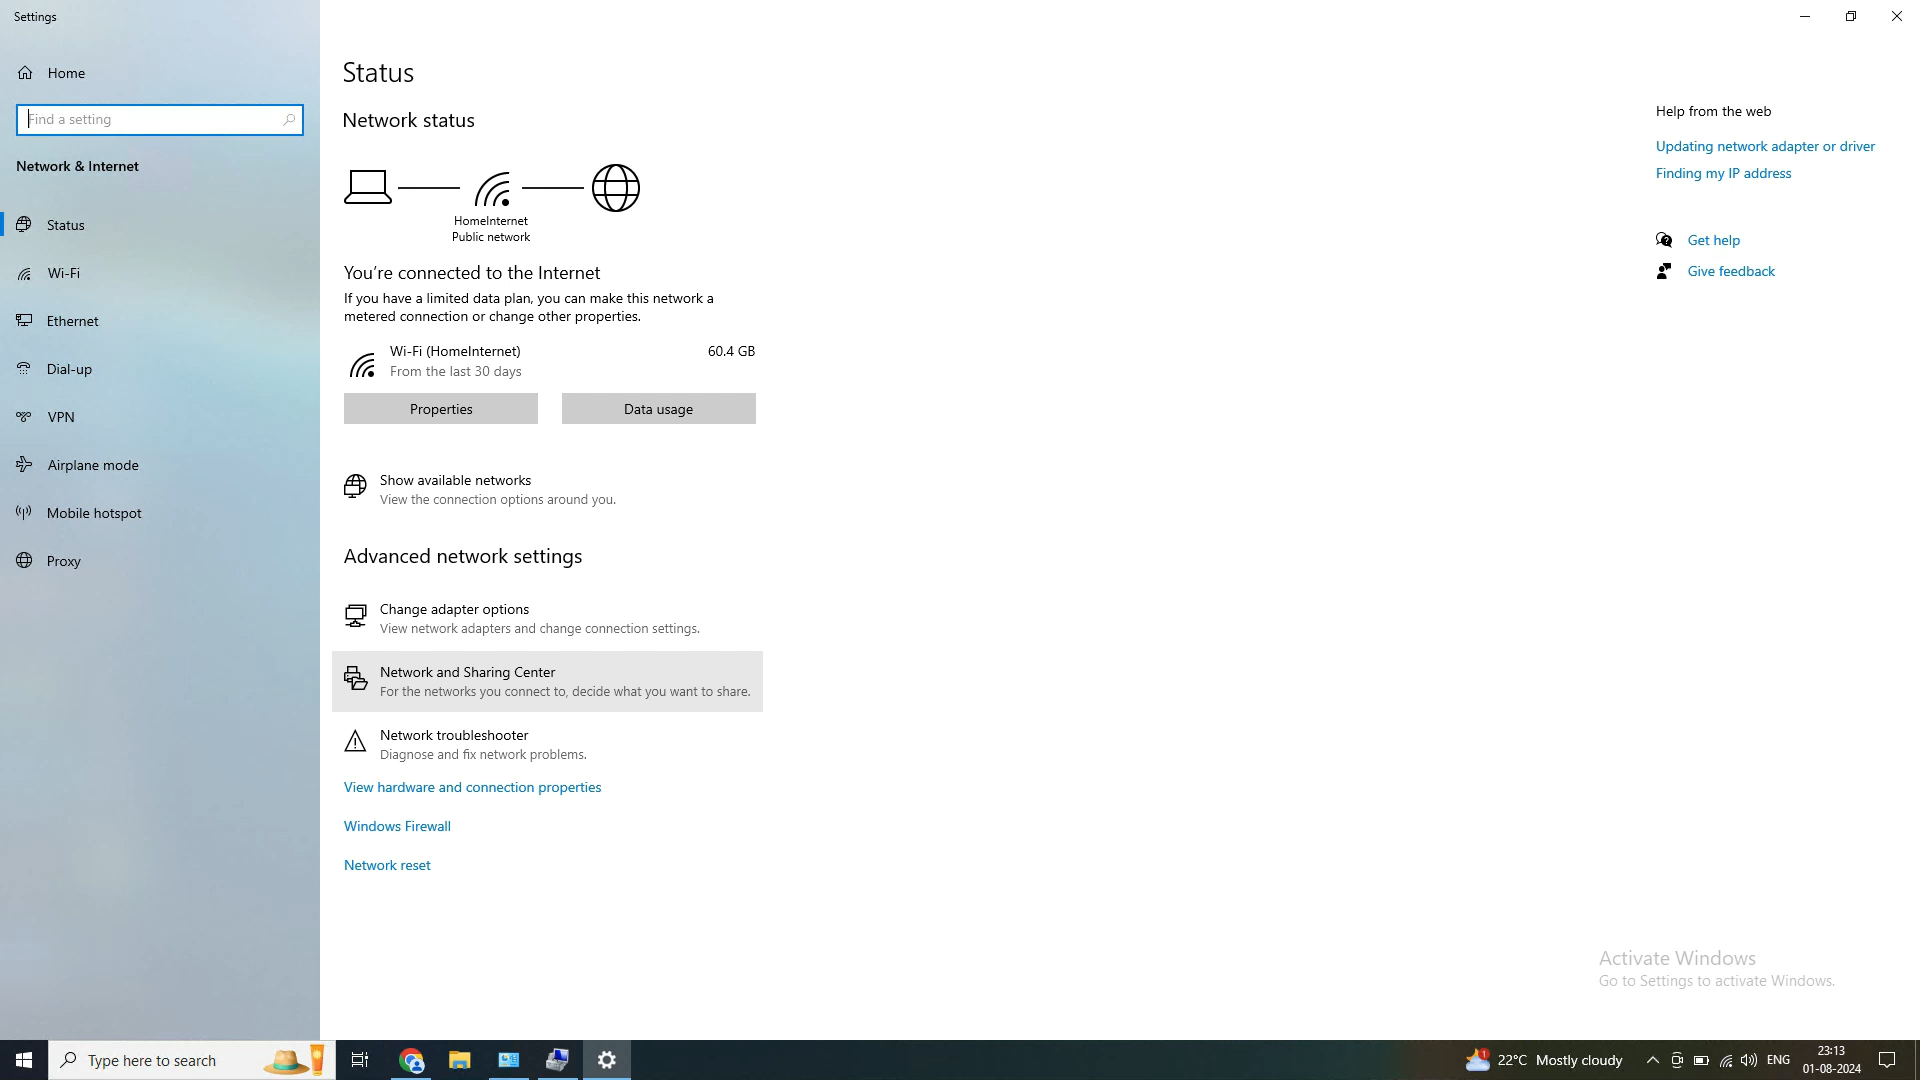 Settings
Home
Find a setting
Network & Internet
Status
Wi-Fi
Ethernet
Dial-up
VPN
Airplane mode
Mobile hotspot
Proxy
Status
Network status
HomeInternet
Public network
You're connected to the Internet
If you have a limited data plan, you can make this network a
metered connection or change other properties.
Wi-Fi (HomeInternet) 60.4 GB
From the last 30 days
Properties Data usage
Show available networks
View the connection options around you.
Advanced network settings
Change adapter options
View network adapters and change connection settings.
Network and Sharing Center
For the networks you connect to, decide what you want to share.
Network troubleshooter
Diagnose and fix network problems.
View hardware and connection properties
Windows Firewall
Network reset
Help from the web
Updating network adapter or driver
Finding my IP address
Get help
Give feedback
Activate Windows
Go to Settings to activate Windows.
Type here to search
1
22°C Mostly cloudy
ENG
23:13
01-08-2024